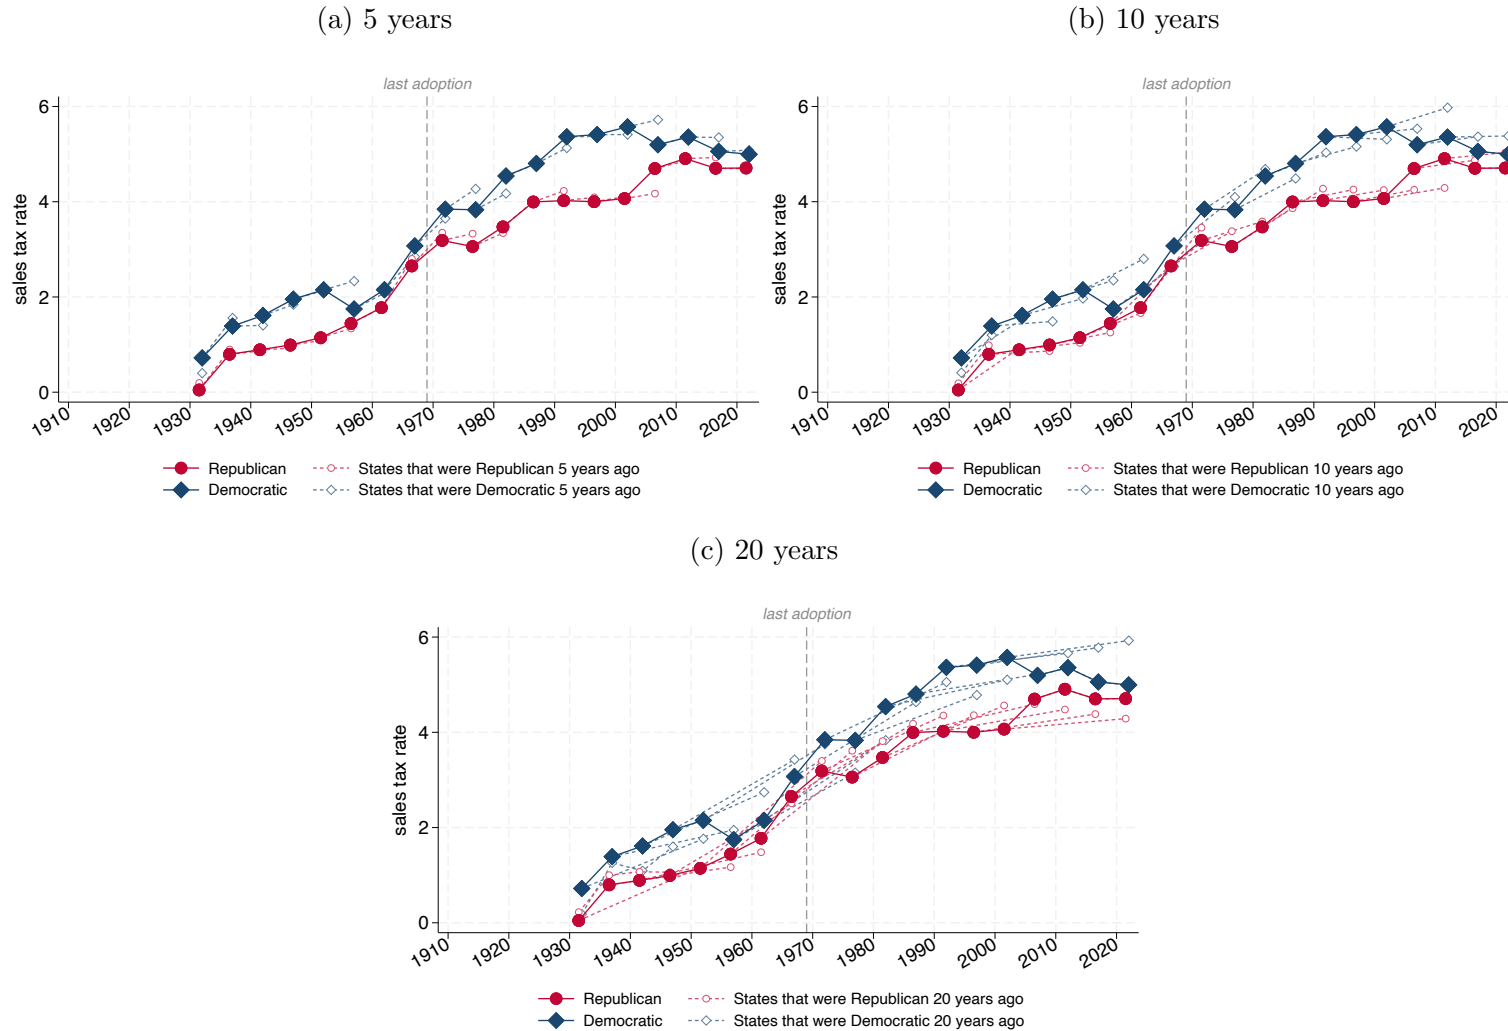 (a) 5 years
last adoption
sales tax rate
6
4
2
0
1910 1920 1930 1940 1950 1960 1970 1980 1990 2000 2010 2020
Republican States that were Republican 5 years ago
Democratic States that were Democratic 5 years ago
(b) 10 years
last adoption
sales tax rate
6
4
2
0
1910 1920 1930 1940 1950 1960 1970 1980 1990 2000 2010 2020
Republican States that were Republican 10 years ago
Democratic States that were Democratic 10 years ago
(c) 20 years
last adoption
sales tax rate
6
4
2
0
1910 1920 1930 1940 1950 1960 1970 1980 1990 2000 2010 2020
Republican States that were Republican 20 years ago
Democratic States that were Democratic 20 years ago